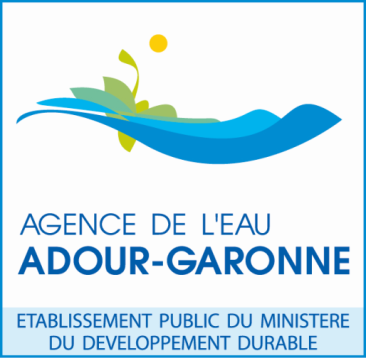 AGENCE DE L'EAU
ADOUR-GARONNE
ETABLISSEMENT PUBLIC DU MINISTERE
DU DEVELOPPEMENT DURABLE